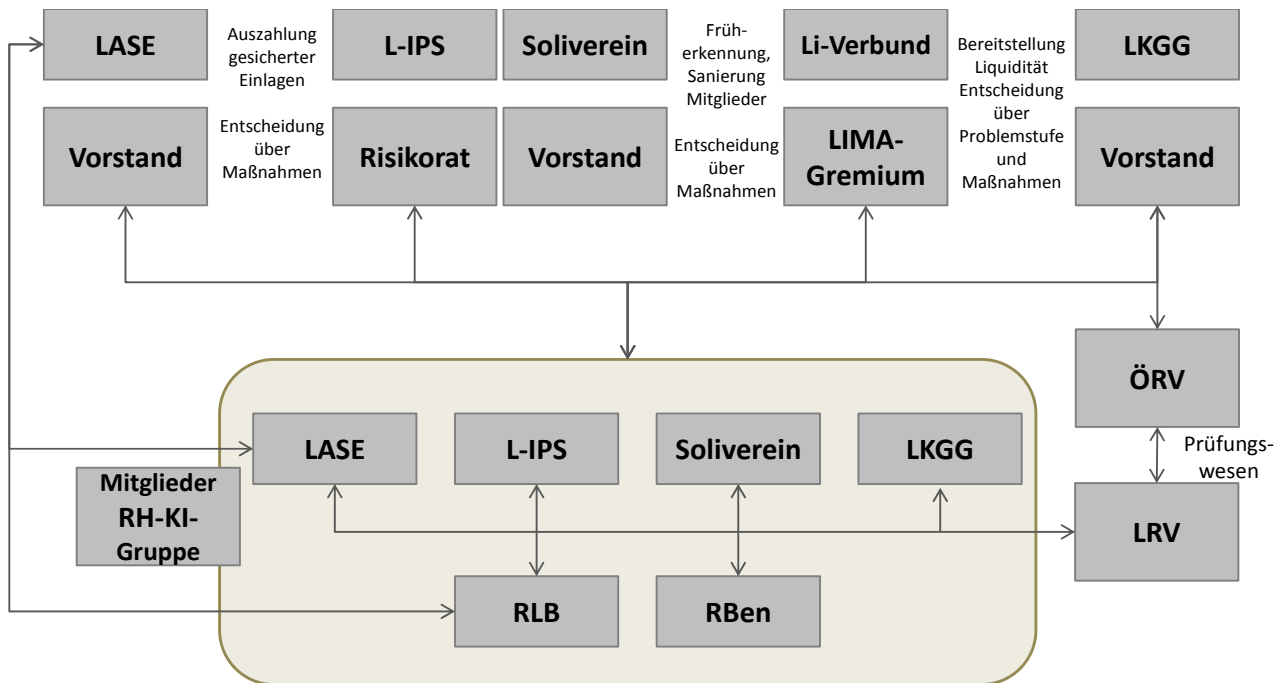 LASE
Auszahlung
gesicherter
Einlagen
L-IPS
Soliverein
Früh-
erkennung,
Sanierung
Mitglieder
Li-Verbund
Bereitstellung
Liquidität
Entscheidung
über
Problemstufe
und
Maßnahmen
LKGG
Vorstand
Entscheidung
über
Maßnahmen
Risikorat
Vorstand
Entscheidung
über
Maßnahmen
LIMA-
Gremium
Vorstand
ÖRV
Prüfungs-
wesen
LRV
LASE
L-IPS
Soliverein
LKGG
Mitglieder
RH-KI-
Gruppe
RLB
RBen